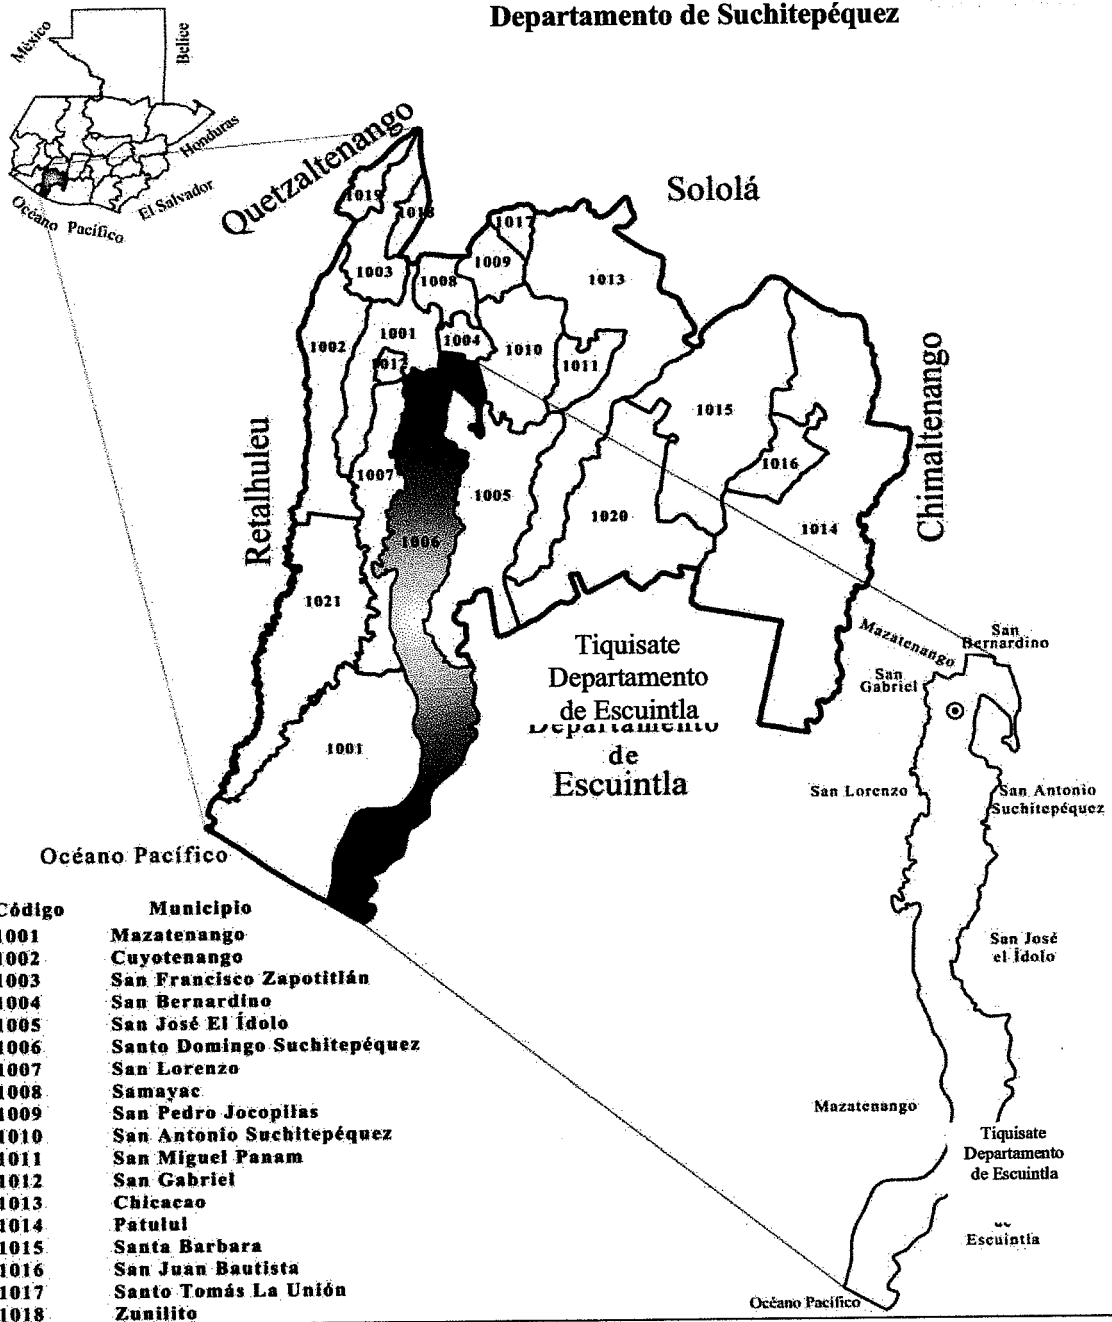 Departamento de Suchitepéquez
México
Belice
Honduras
El Salvador
Océano Pacífico
Quetzaltenango
Sololá
Chimaltenango
Retalhuleu
1019
1018
1017
1003
1008
1009
1013
1002
1001
1004
1010
1011
1012
1015
1016
1007
1005
1020
1014
1006
1021
1001
Tiquisate
Departamento
de Escuintla
Departamento
de
Escuintla
Océano Pacífico
Mazatenango
San
Bernardino
San
Gabriel
San Lorenzo
San Antonio
Suchitepéquez
San José
el Ídolo
Mazatenango
Tiquisate
Departamento
de Escuintla
Escuintla
Océano Pacífico
Código Municipio
1001 Mazatenango
1002 Cuyotenango
1003 San Francisco Zapotitlán
1004 San Bernardino
1005 San José El Ídolo
1006 Santo Domingo Suchitepéquez
1007 San Lorenzo
1008 Samayac
1009 San Pedro Jocopilas
1010 San Antonio Suchitepéquez
1011 San Miguel Panam
1012 San Gabriel
1013 Chicacao
1014 Patulul
1015 Santa Barbara
1016 San Juan Bautista
1017 Santo Tomás La Unión
1018 Zunilito